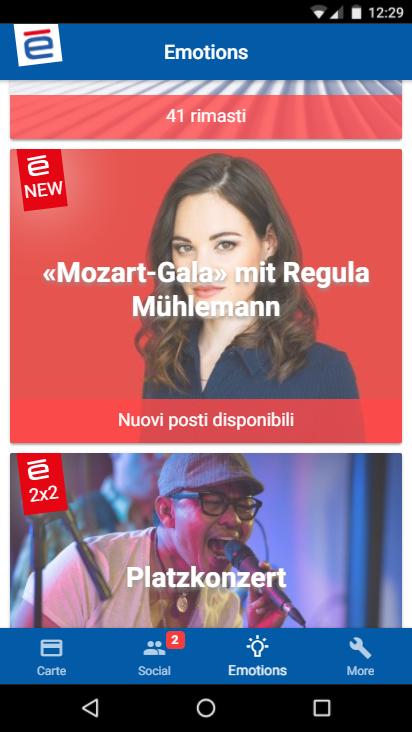 12:29
é
Emotions
41 rimasti
é
NEW
«Mozart-Gala» mit Regula
Mühlemann
Nuovi posti disponibili
é
2x2
Platzkonzert
2
Carte
Social
Emotions
More